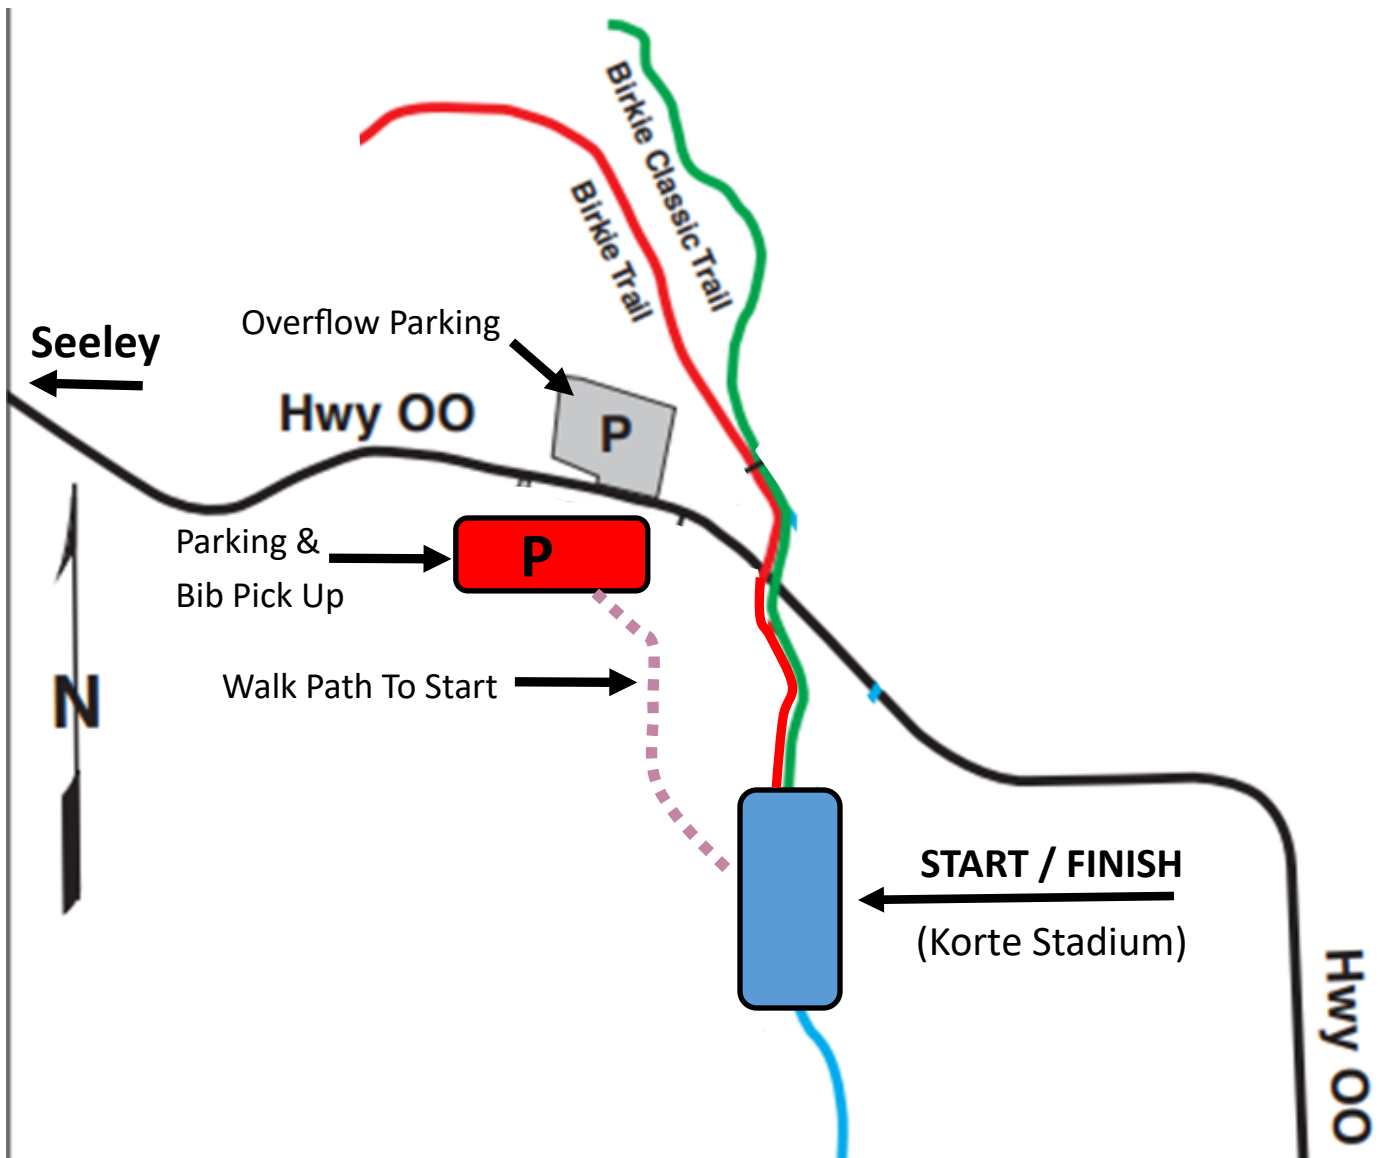 Birkie Classic Trail
Birkie Trail
Overflow Parking
Seeley
Hwy OO
P
Parking &
Bib Pick Up
P
Walk Path To Start
N
START / FINISH
(Korte Stadium)
Hwy OO